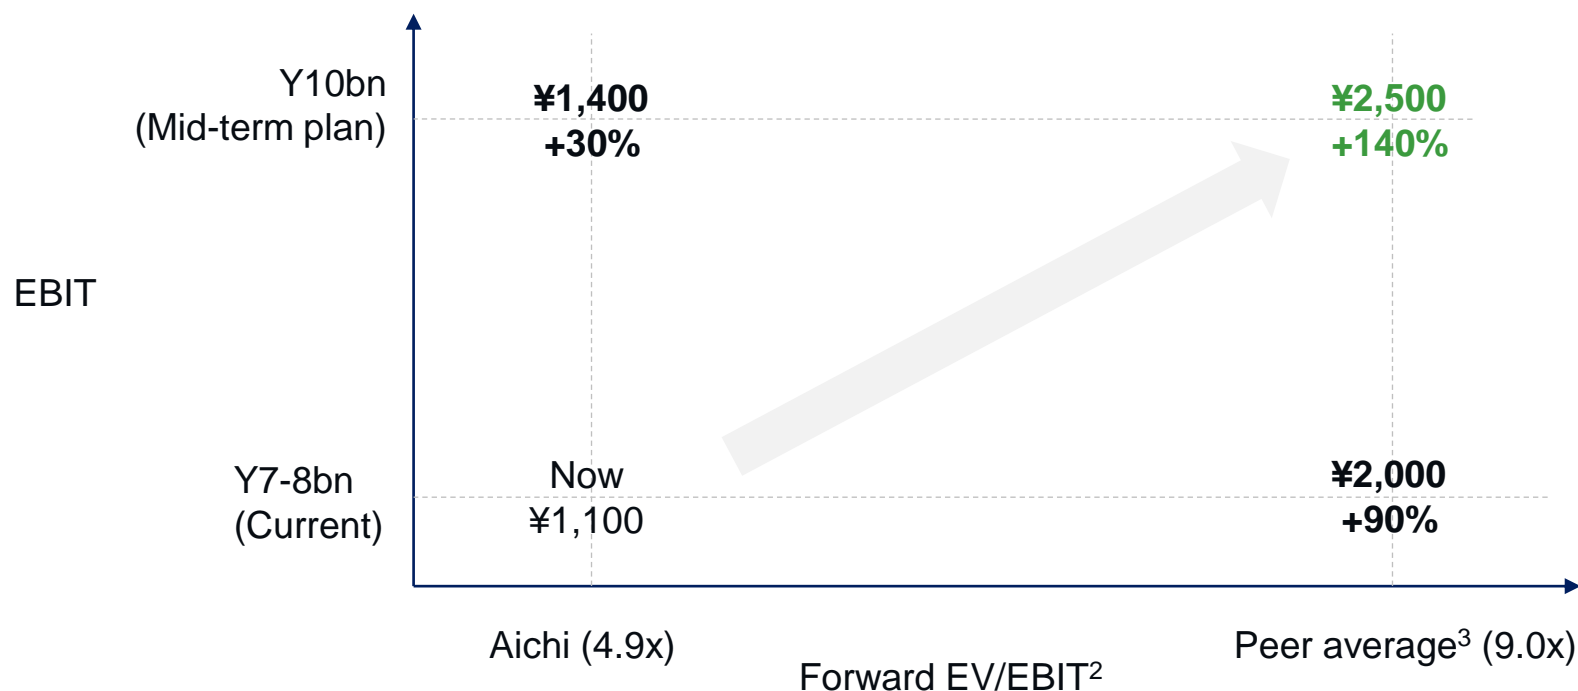 Y10bn
(Mid-term plan)
¥1,400
+30%
¥2,500
+140%
EBIT
Y7-8bn
(Current)
Now
¥1,100
¥2,000
+90%
Aichi (4.9x)
Peer average³ (9.0x)
Forward EV/EBIT²